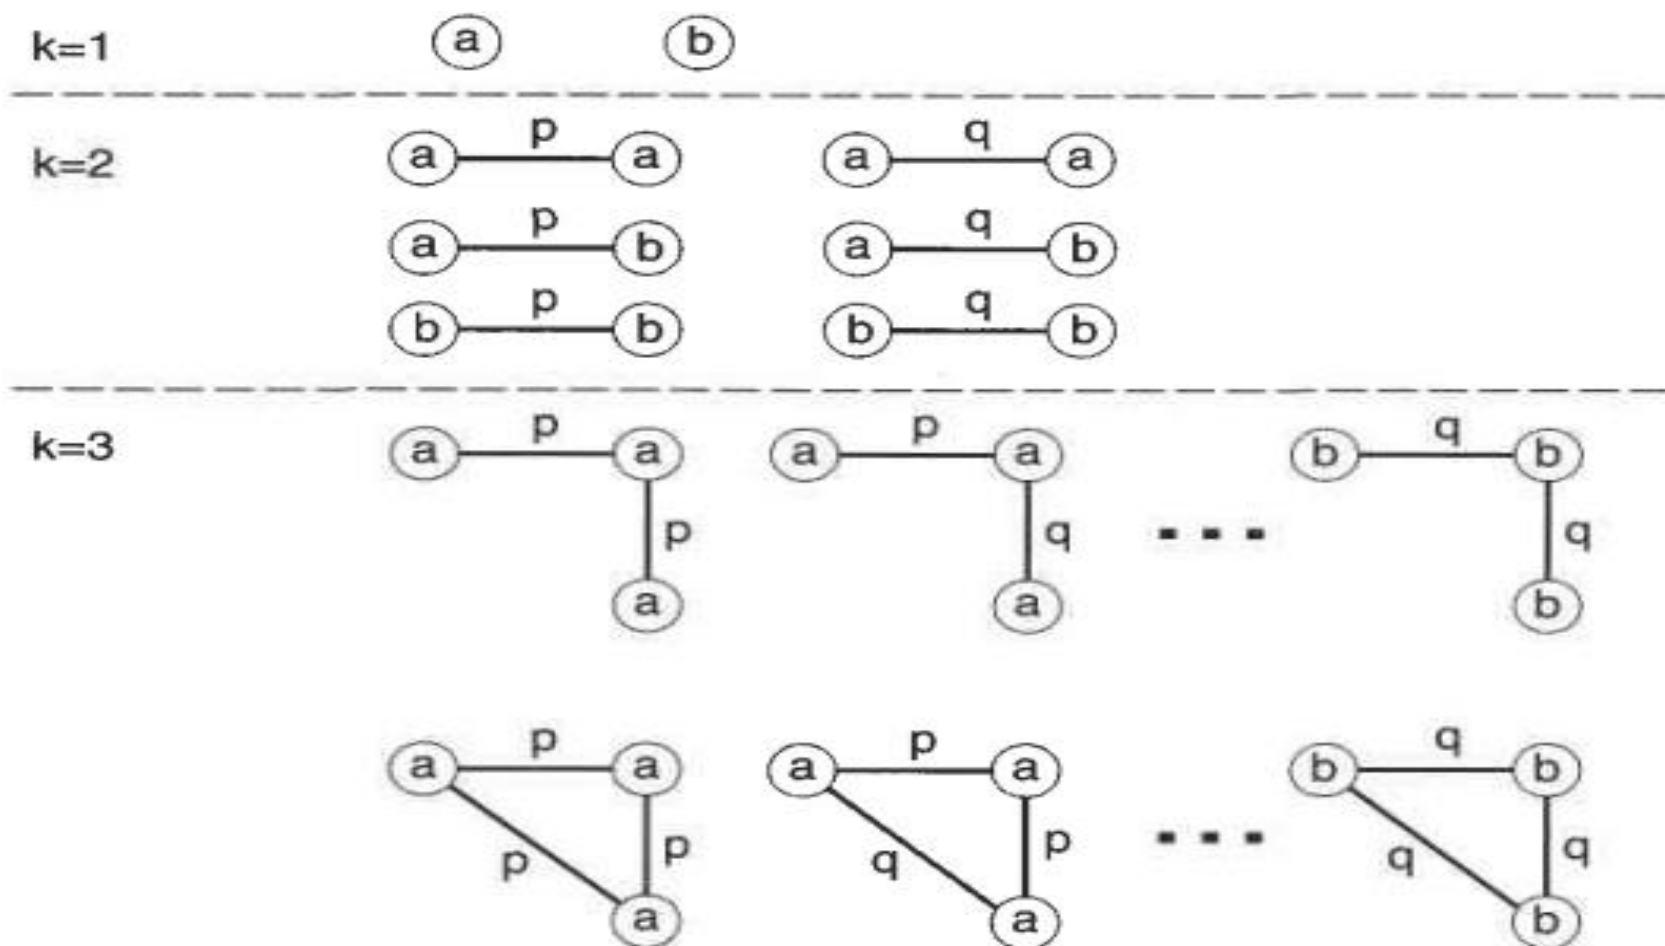 k=1 a b
p q
k=2 a a a a
p q
a b a b
p q
b b b b
p p q
k=3 a a a a b b
p q q
a a b
p p q
a a a a b b
p p q p q q
a a b